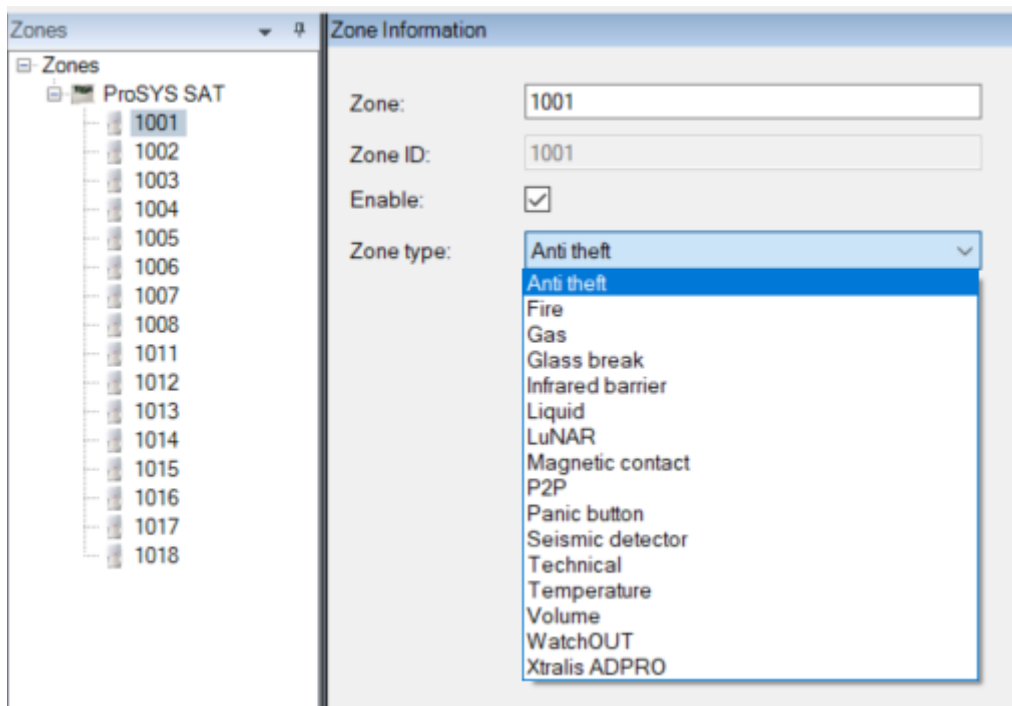 Zones
Zones
ProSYS SAT
1001
1002
1003
1004
1005
1006
1007
1008
1011
1012
1013
1014
1015
1016
1017
1018
Zone Information
Zone: 1001
Zone ID: 1001
Enable:
Zone type: Anti theft
Anti theft
Fire
Gas
Glass break
Infrared barrier
Liquid
LuNAR
Magnetic contact
P2P
Panic button
Seismic detector
Technical
Temperature
Volume
WatchOUT
Xtralis ADPRO